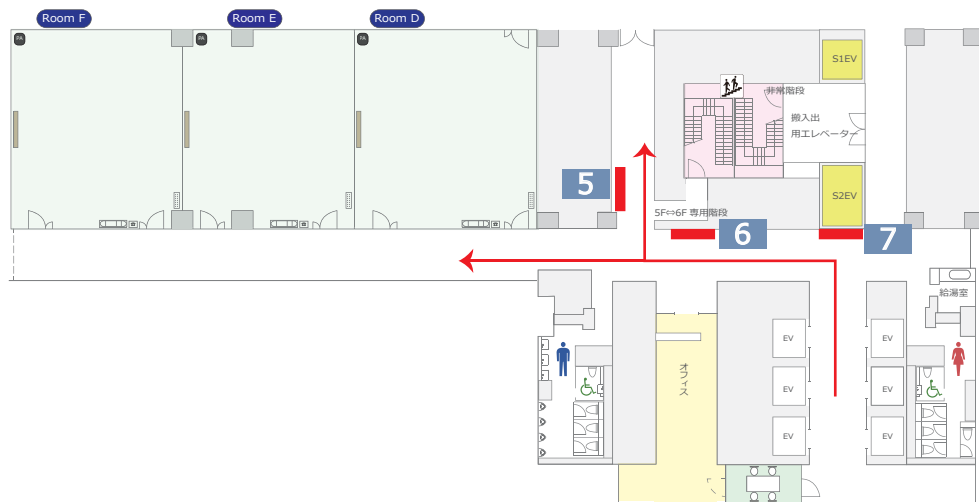 Room F
Room E
Room D
PA
PA
PA
S1EV
非常階段
搬入出
用エレベーター
5
S2EV
5F⇔6F 専用階段
6
7
給湯室
EV
EV
オフィス
EV
EV
EV
EV